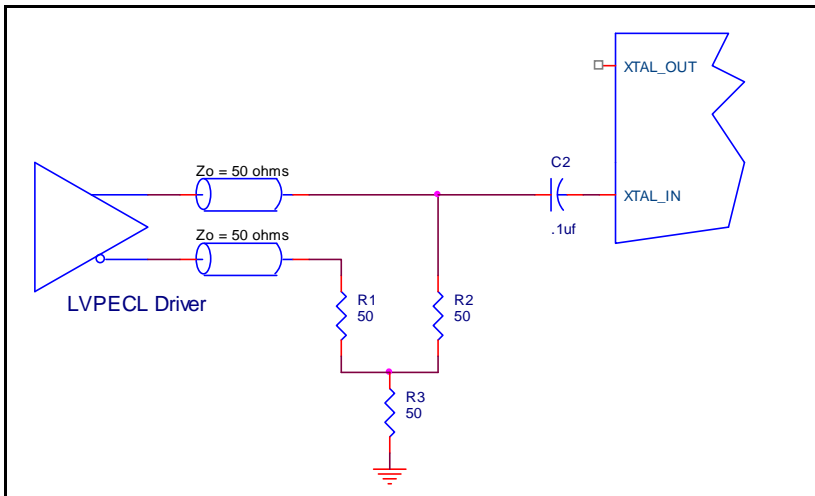 XTAL_OUT
Zo = 50 ohms
C2
XTAL_IN
.1uf
Zo = 50 ohms
LVPECL Driver
R1
50
R2
50
R3
50